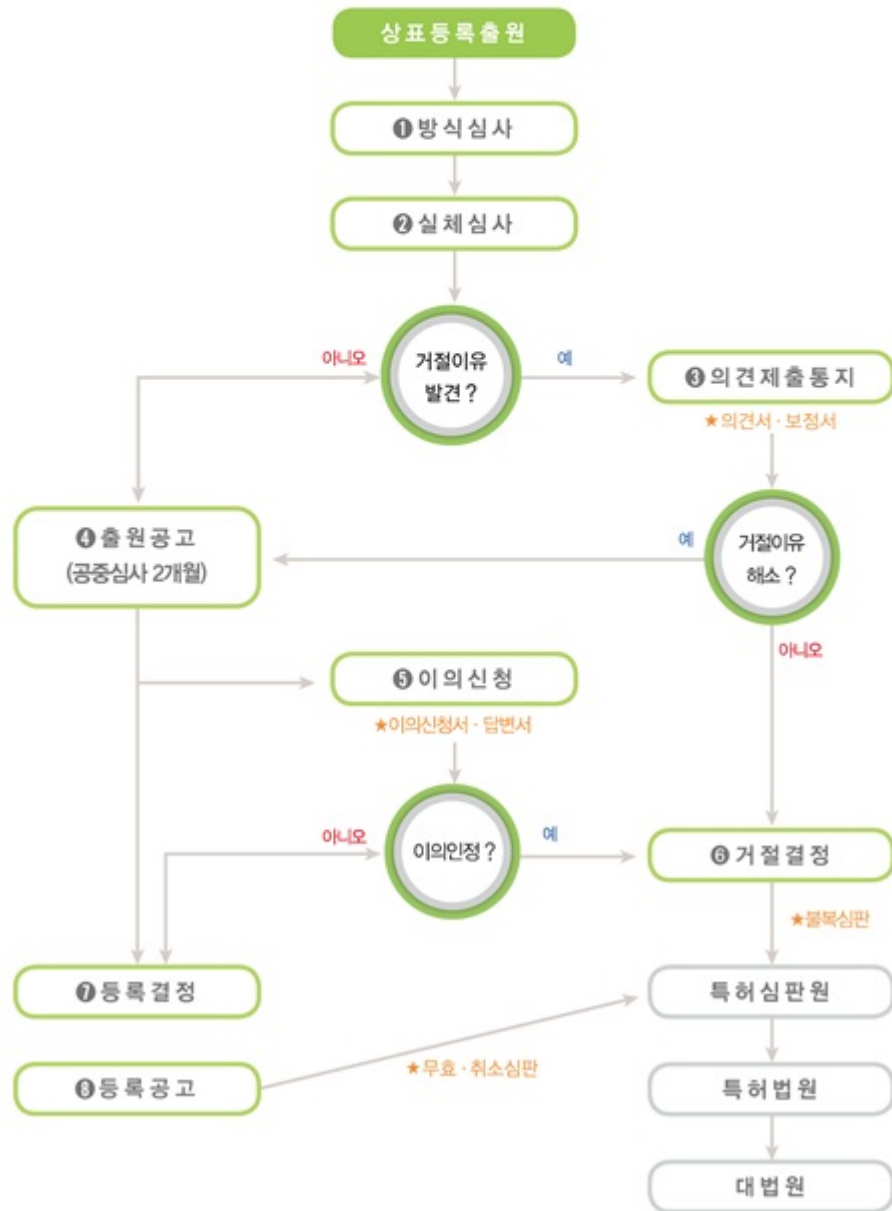 상표등록출원
❶방식심사
❷실체심사
거절이유
발견?
아니오
예
❸의견제출통지
★의견서·보정서
❹출원공고
(공중심사 2개월)
예
거절이유
해소?
아니오
❺이의신청
★이의신청서·답변서
이의인정?
아니오
예
❻거절결정
★불복심판
❼등록결정
특허심판원
❽등록공고
★무효·취소심판
특허법원
대법원